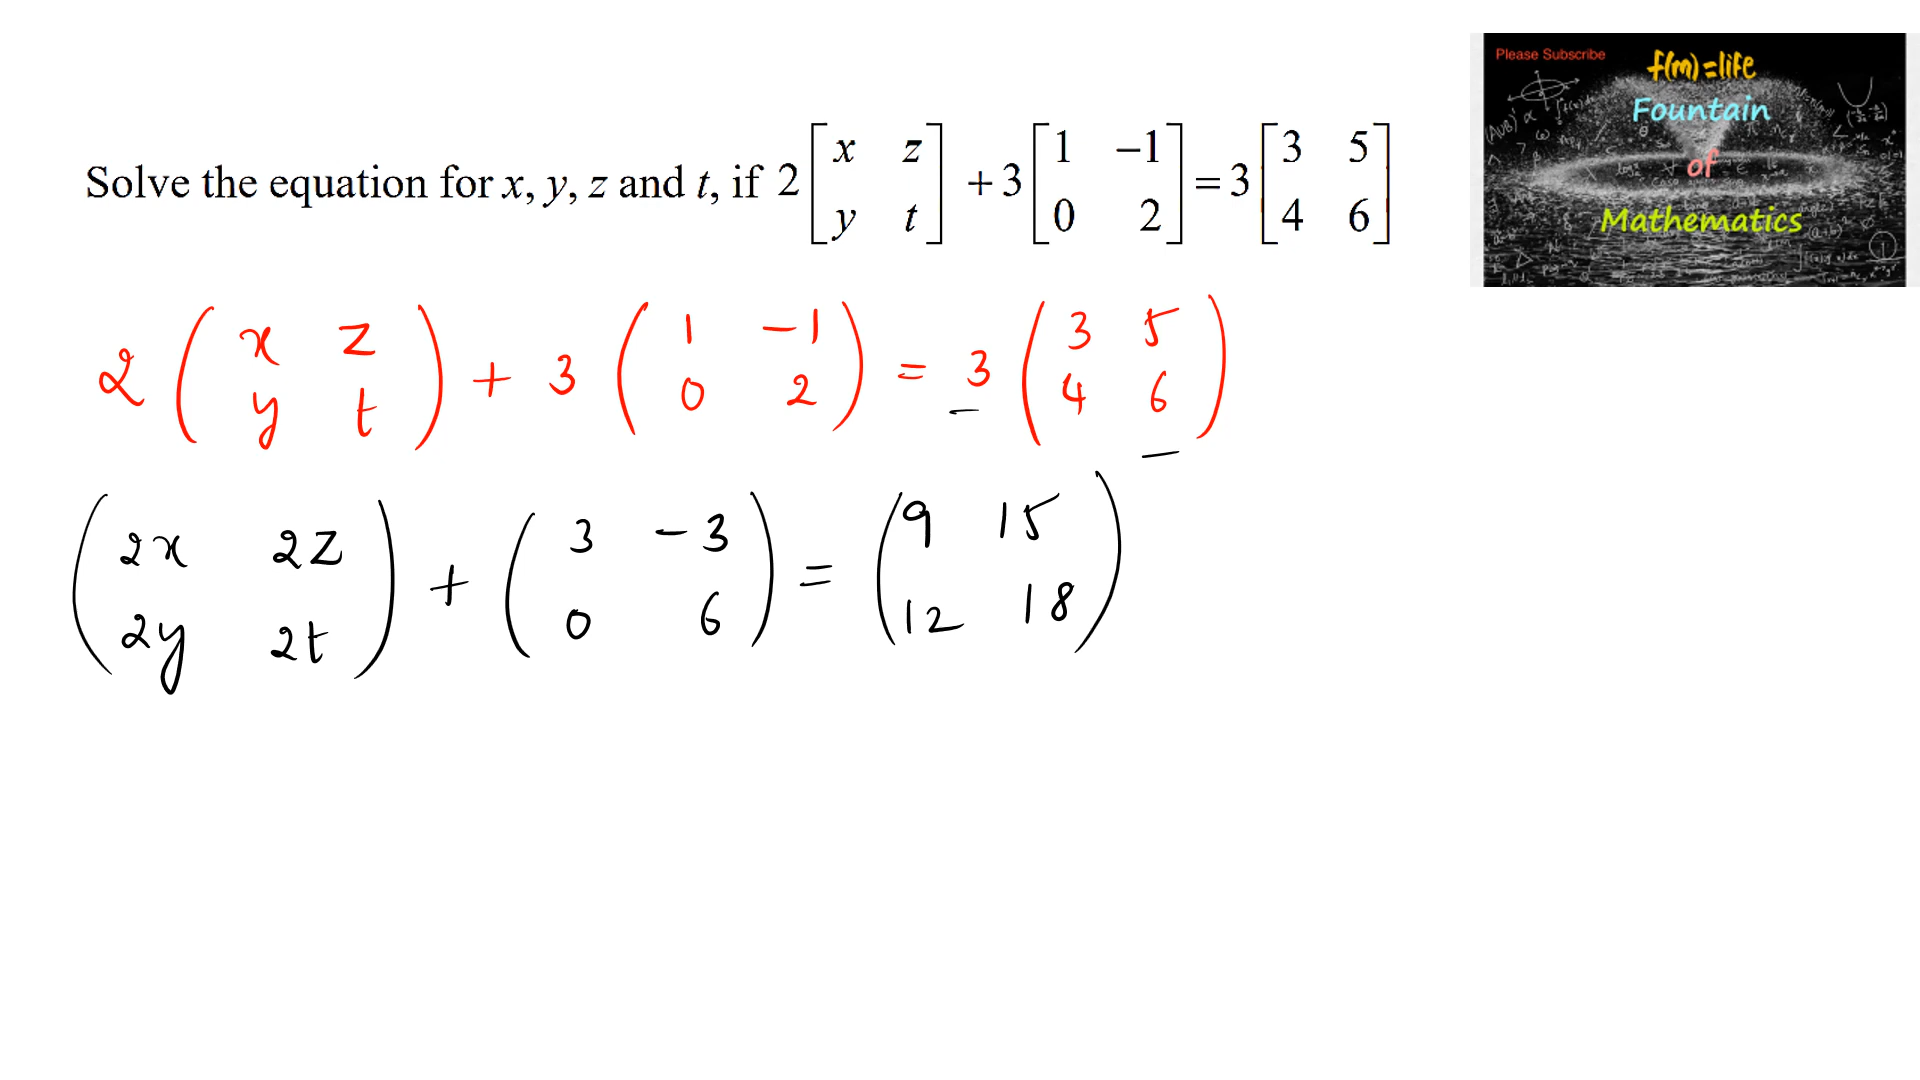 Please Subscribe
f(m)=life
Fountain
of
Mathematics
Solve the equation for x, y, z and t, if 2 [x z; y t] + 3 [1 −1; 0 2] = 3 [3 5; 4 6]
2 (x z; y t) + 3 (1 −1; 0 2) = 3 (3 5; 4 6)
(2x 2z; 2y 2t) + (3 −3; 0 6) = (9 15; 12 18)